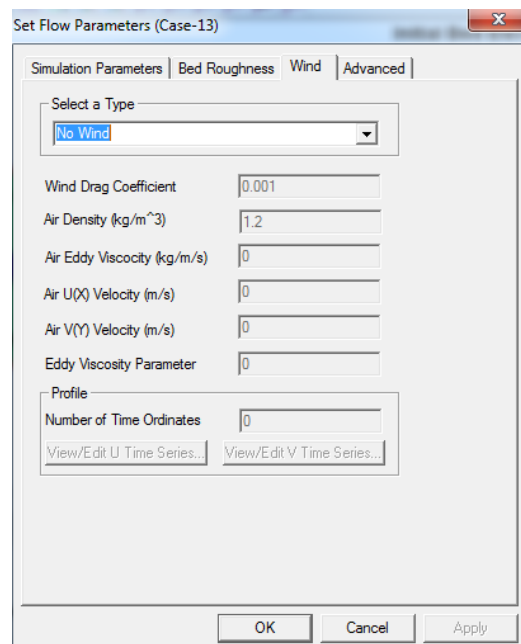 Set Flow Parameters (Case-13)
Simulation Parameters Bed Roughness Wind Advanced
Select a Type
No Wind
Wind Drag Coefficient 0.001
Air Density (kg/m^3) 1.2
Air Eddy Viscocity (kg/m/s) 0
Air U(X) Velocity (m/s) 0
Air V(Y) Velocity (m/s) 0
Eddy Viscosity Parameter 0
Profile
Number of Time Ordinates 0
View/Edit U Time Series... View/Edit V Time Series...
OK Cancel Apply